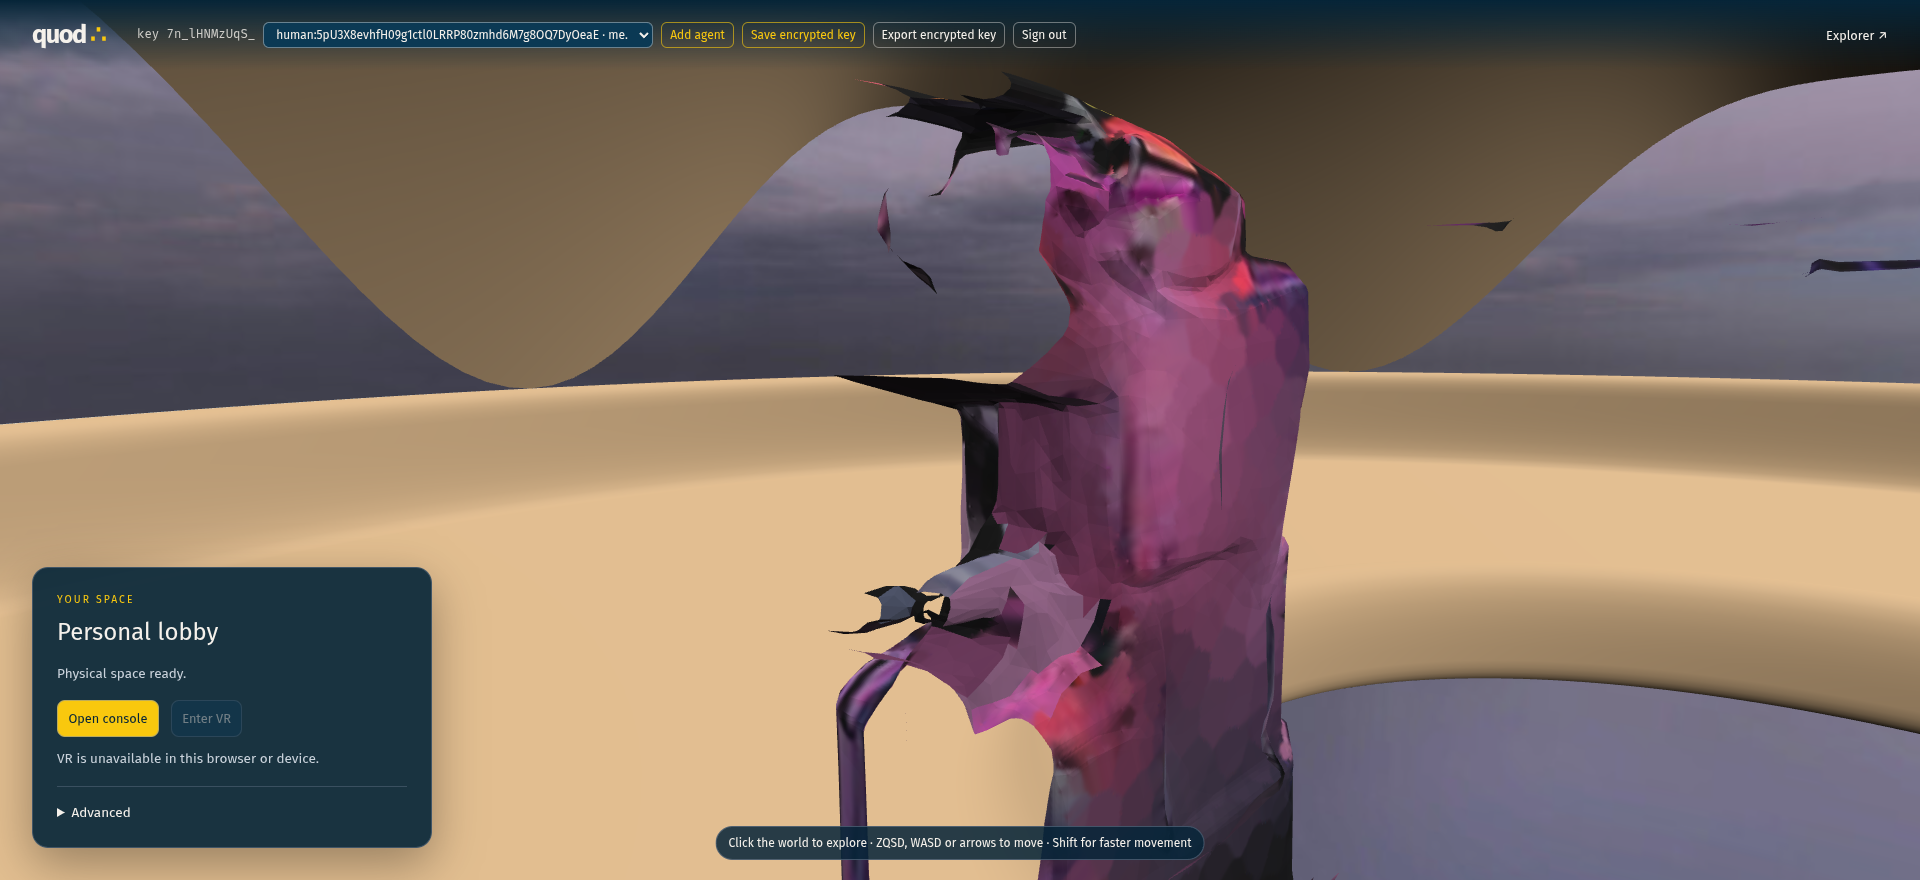 quod
key 7n_lHNMzUqS_
human:5pU3X8evhfH09g1ctl0LRRP80zmhd6M7g8OQ7DyOeaE · me.
Add agent
Save encrypted key
Export encrypted key
Sign out
Explorer ↗
YOUR SPACE
Personal lobby
Physical space ready.
Open console
Enter VR
VR is unavailable in this browser or device.
▶ Advanced
Click the world to explore · ZQSD, WASD or arrows to move · Shift for faster movement